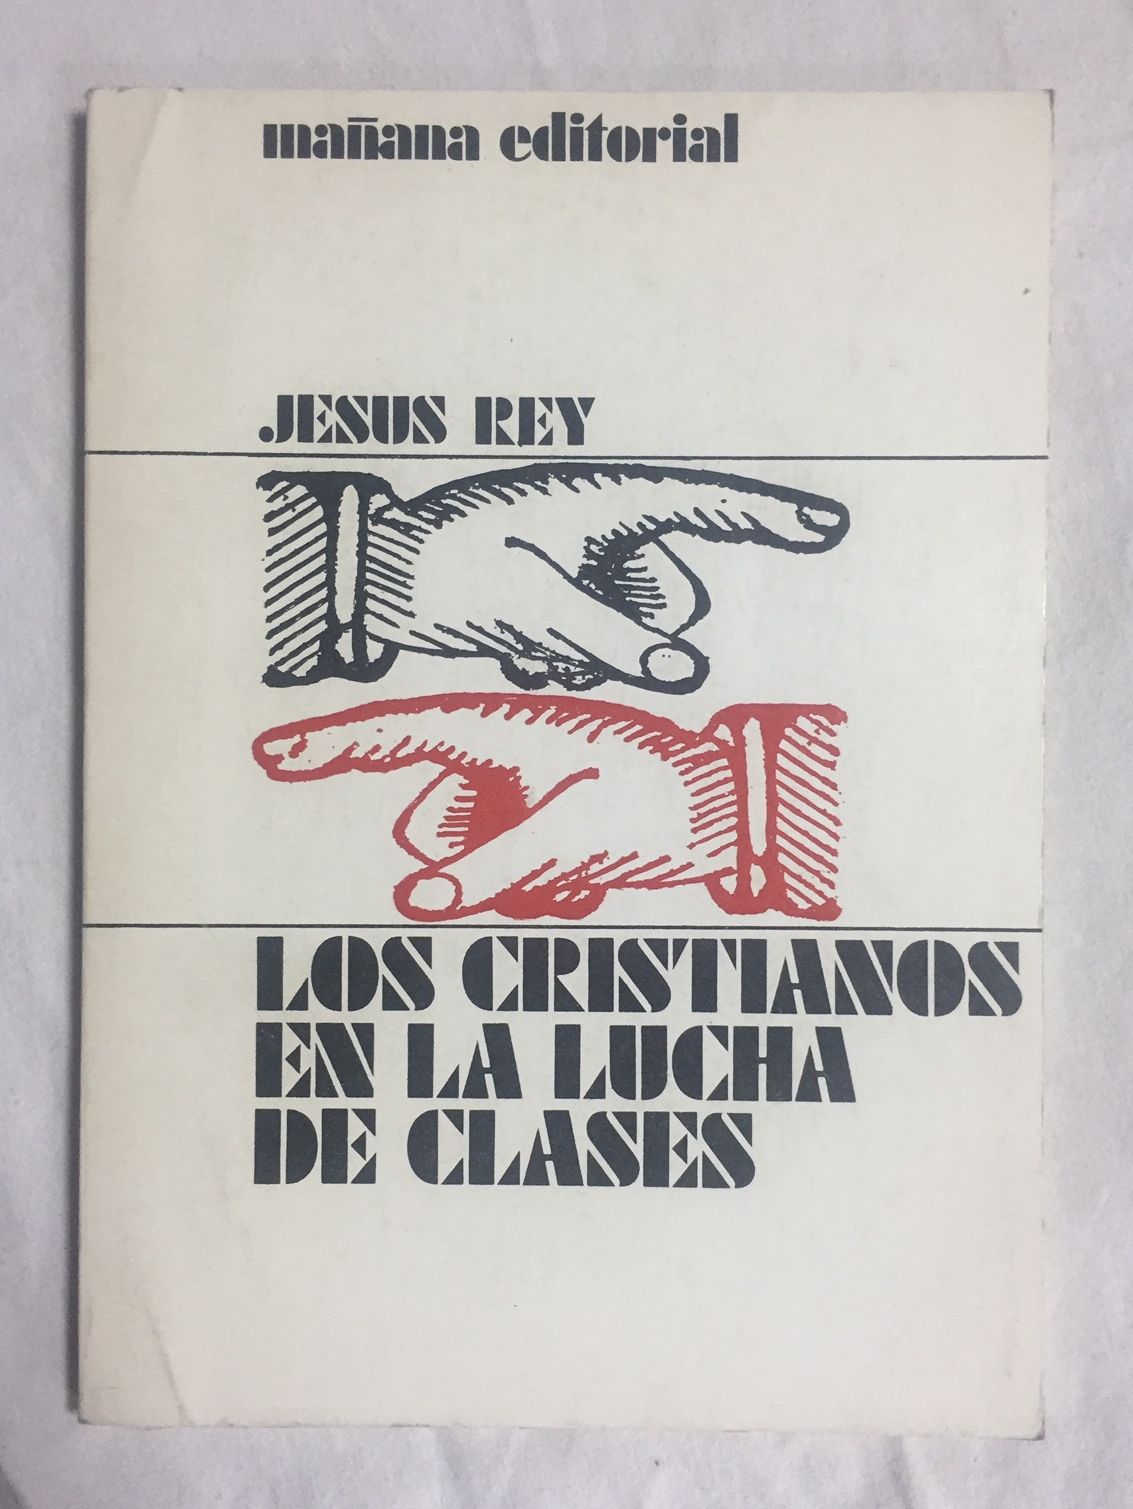 mañana editorial
JESUS REY
LOS CRISTIANOS
EN LA LUCHA
DE CLASES